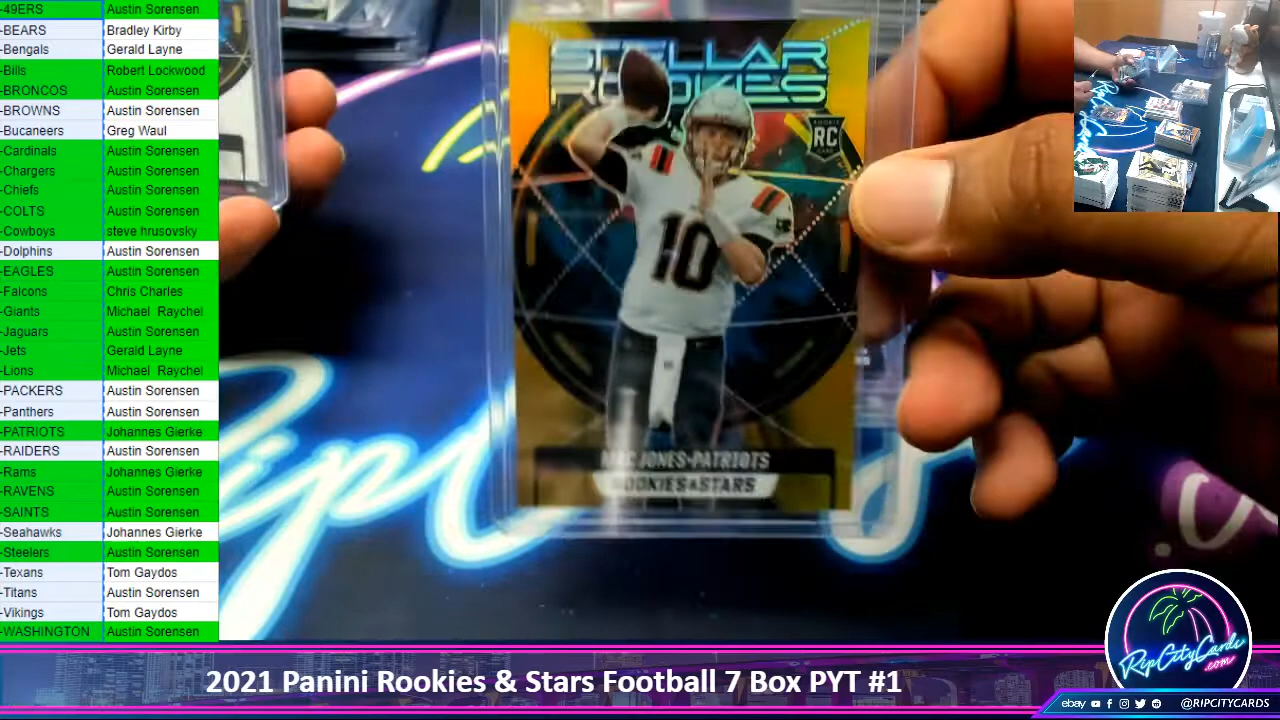 -49ERS Austin Sorensen
-BEARS Bradley Kirby
-Bengals Gerald Layne
-Bills Robert Lockwood
-BRONCOS Austin Sorensen
-BROWNS Austin Sorensen
-Bucaneers Greg Waul
-Cardinals Austin Sorensen
-Chargers Austin Sorensen
-Chiefs Austin Sorensen
-COLTS Austin Sorensen
-Cowboys steve hrusovsky
-Dolphins Austin Sorensen
-EAGLES Austin Sorensen
-Falcons Chris Charles
-Giants Michael Raychel
-Jaguars Austin Sorensen
-Jets Gerald Layne
-Lions Michael Raychel
-PACKERS Austin Sorensen
-Panthers Austin Sorensen
-PATRIOTS Johannes Gierke
-RAIDERS Austin Sorensen
-Rams Johannes Gierke
-RAVENS Austin Sorensen
-SAINTS Austin Sorensen
-Seahawks Johannes Gierke
-Steelers Austin Sorensen
-Texans Tom Gaydos
-Titans Austin Sorensen
-Vikings Tom Gaydos
-WASHINGTON Austin Sorensen
STELLAR
ROOKIES
ROOKIE
RC
CARD
10
MAC JONES•PATRIOTS
ROOKIES&STARS
2021 Panini Rookies & Stars Football 7 Box PYT #1
RipCityCards
.com
ebay @RIPCITYCARDS